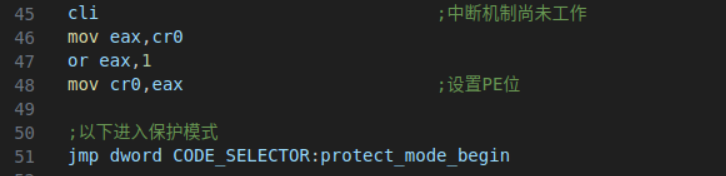 45 cli ;中断机制尚未工作
46 mov eax,cr0
47 or eax,1
48 mov cr0,eax ;设置PE位
49
50 ;以下进入保护模式
51 jmp dword CODE_SELECTOR:protect_mode_begin